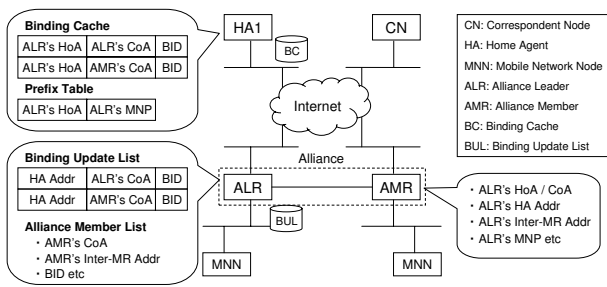 Binding Cache
ALR's HoA ALR's CoA BID
ALR's HoA AMR's CoA BID
Prefix Table
ALR's HoA ALR's MNP
HA1
BC
CN
Internet
CN: Correspondent Node
HA: Home Agent
MNN: Mobile Network Node
ALR: Alliance Leader
AMR: Alliance Member
BC: Binding Cache
BUL: Binding Update List
Binding Update List
HA Addr ALR's CoA BID
HA Addr AMR's CoA BID
Alliance Member List
・AMR's CoA
・AMR's Inter-MR Addr
・BID etc
Alliance
ALR
AMR
BUL
MNN
MNN
・ALR's HoA / CoA
・ALR's HA Addr
・ALR's Inter-MR Addr
・ALR's MNP etc